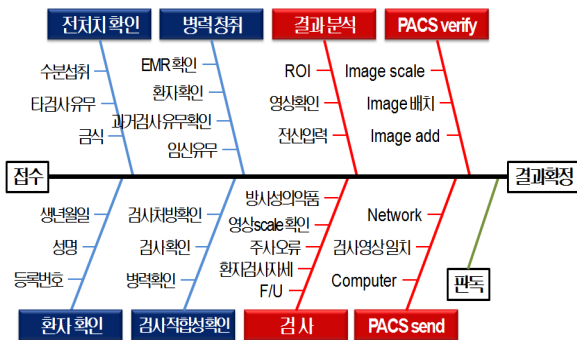 전처치 확인
병력 청취
결과 분석
PACS verify
수분섭취
타검사 유무
금식
EMR 확인
환자확인
과거검사 유무확인
임신유무
ROI
영상확인
전산입력
Image scale
Image 배치
Image add
접수
결과확정
생년월일
성명
등록번호
검사처방확인
검사확인
병력확인
방사성의약품
영상scale 확인
주사오류
환자검사자세
F/U
Network
검사영상 일치
Computer
판독
환자 확인
검사적합성확인
검 사
PACS send